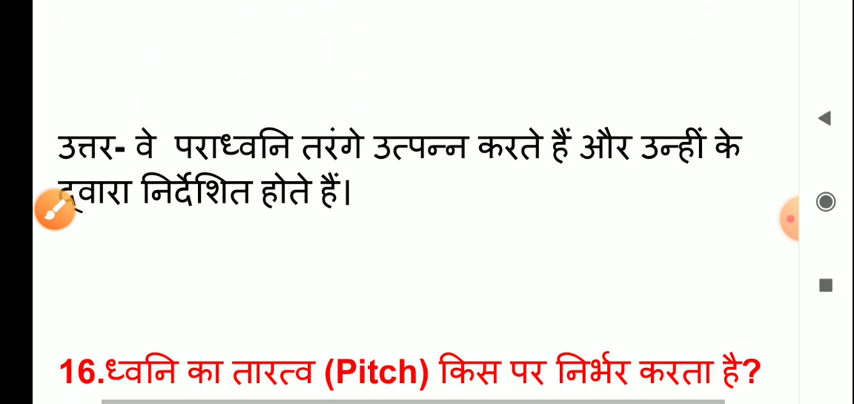 उत्तर- वे पराध्वनि तरंगे उत्पन्न करते हैं और उन्हीं के
द्वारा निर्देशित होते हैं।
16.ध्वनि का तारत्व (Pitch) किस पर निर्भर करता है?